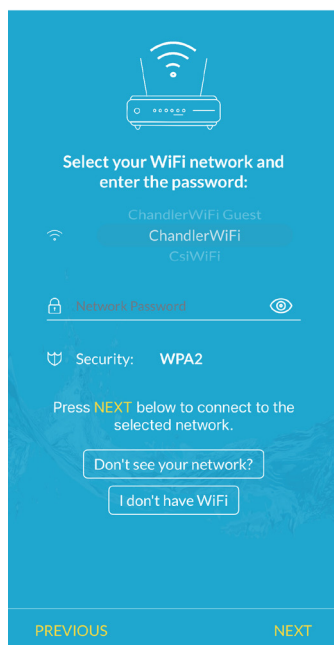 Select your WiFi network and
enter the password:
ChandlerWiFi Guest
ChandlerWiFi
CsiWiFi
Network Password
Security: WPA2
Press NEXT below to connect to the
selected network.
Don't see your network?
I don't have WiFi
PREVIOUS NEXT